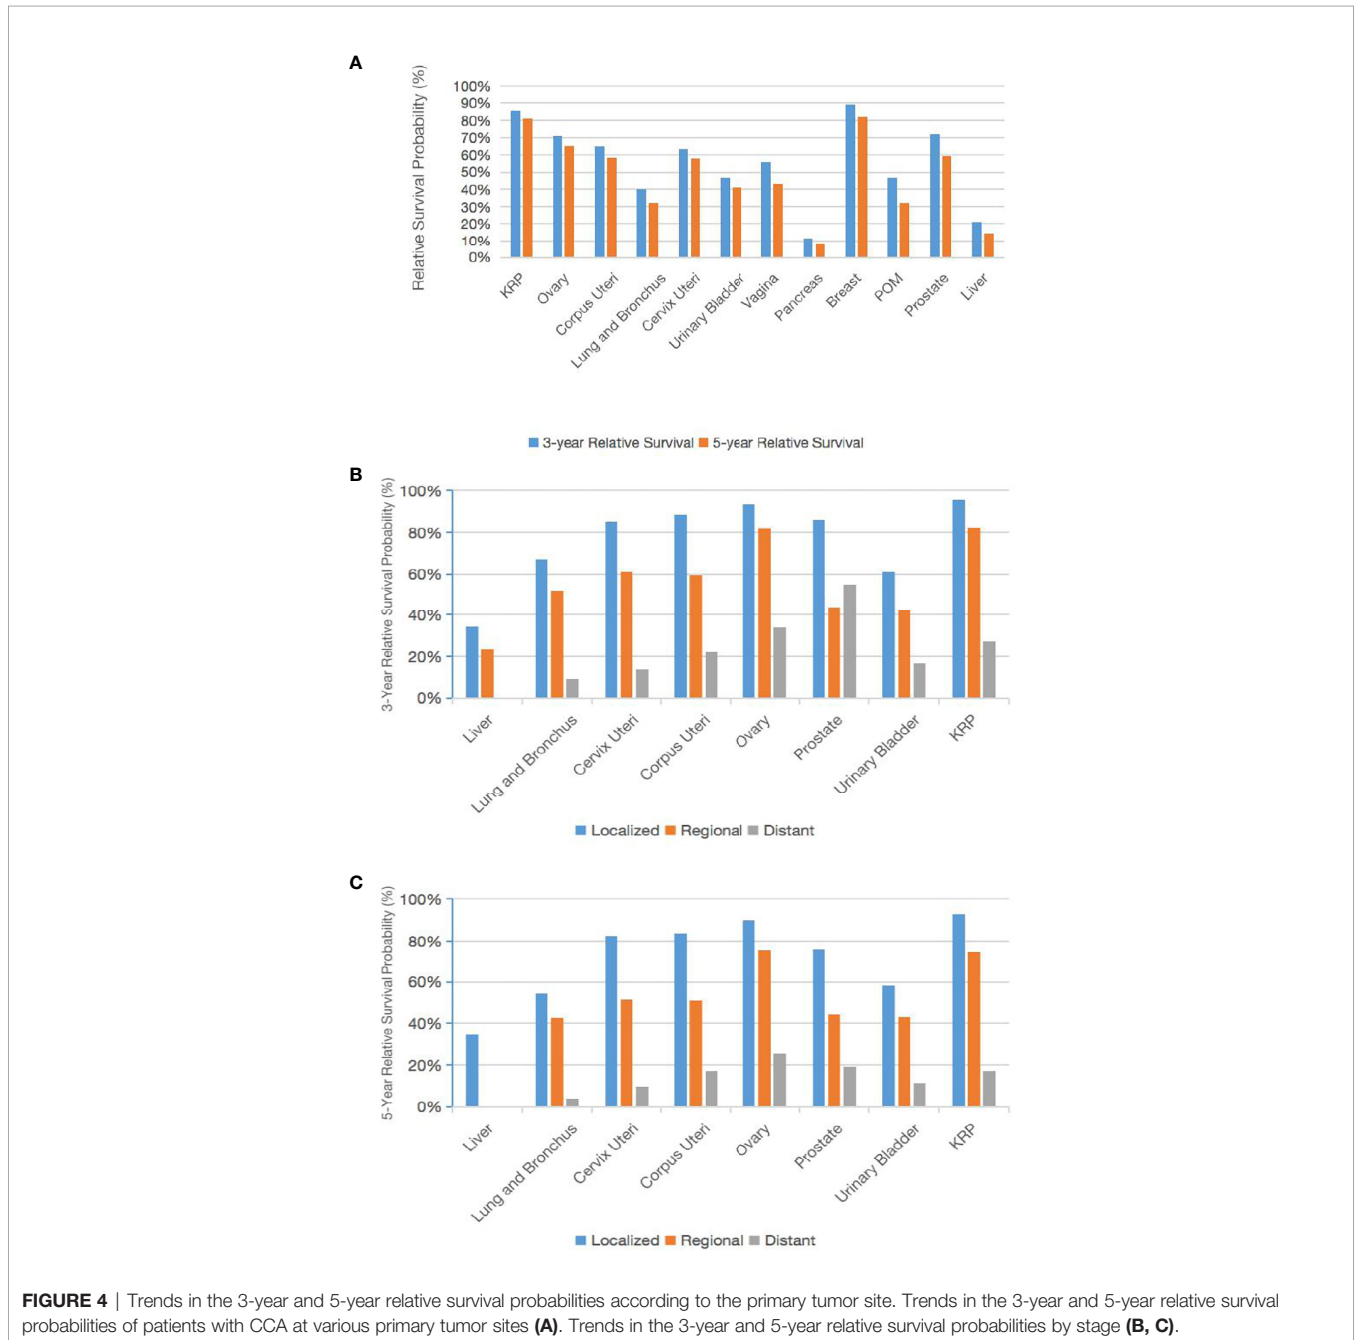 A
Relative Survival Probability (%)
100%
90%
80%
70%
60%
50%
40%
30%
20%
10%
0%
KRP
Ovary
Corpus Uteri
Lung and Bronchus
Cervix Uteri
Urinary Bladder
Vagina
Pancreas
Breast
POM
Prostate
Liver
3-year Relative Survival
5-year Relative Survival
B
3-Year Relative Survival Probability (%)
100%
80%
60%
40%
20%
0%
Liver
Lung and Bronchus
Cervix Uteri
Corpus Uteri
Ovary
Prostate
Urinary Bladder
KRP
Localized
Regional
Distant
C
5-Year Relative Survival Probability (%)
100%
80%
60%
40%
20%
0%
Liver
Lung and Bronchus
Cervix Uteri
Corpus Uteri
Ovary
Prostate
Urinary Bladder
KRP
Localized
Regional
Distant
FIGURE 4 | Trends in the 3-year and 5-year relative survival probabilities according to the primary tumor site. Trends in the 3-year and 5-year relative survival
probabilities of patients with CCA at various primary tumor sites (A). Trends in the 3-year and 5-year relative survival probabilities by stage (B, C).